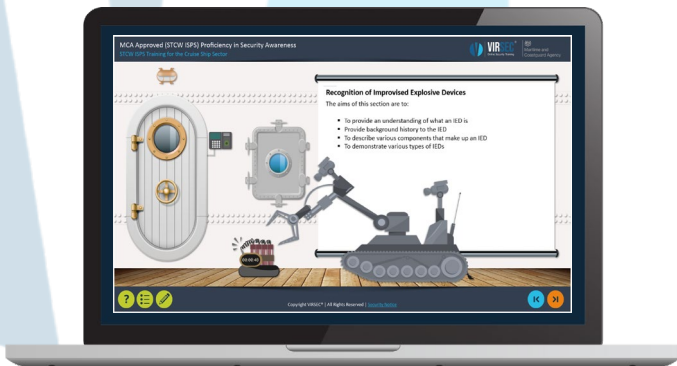 MCA Approved (STCW ISPS) Proficiency in Security Awareness
STCW ISPS Training for the Cruise Ship Sector
VIRSEC®
Maritime and
Coastguard Agency
Recognition of Improvised Explosive Devices
The aims of this section are to:
To provide an understanding of what an IED is
Provide background history to the IED
To describe various components that make up an IED
To demonstrate various types of IEDs
?
Copyright VIRSEC® | All Rights Reserved | Security Notice